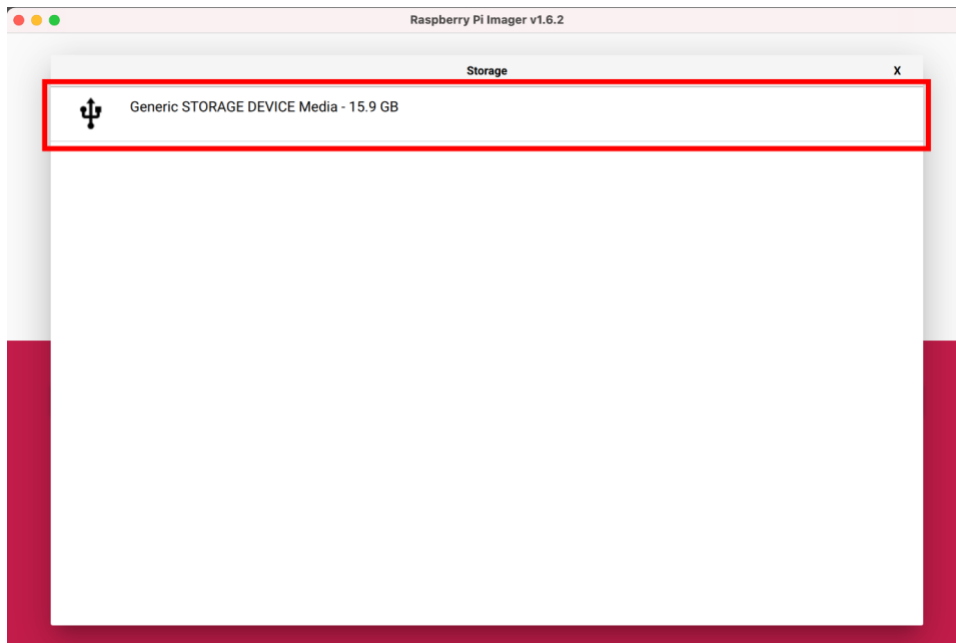 Raspberry Pi Imager v1.6.2
Storage X
Generic STORAGE DEVICE Media - 15.9 GB